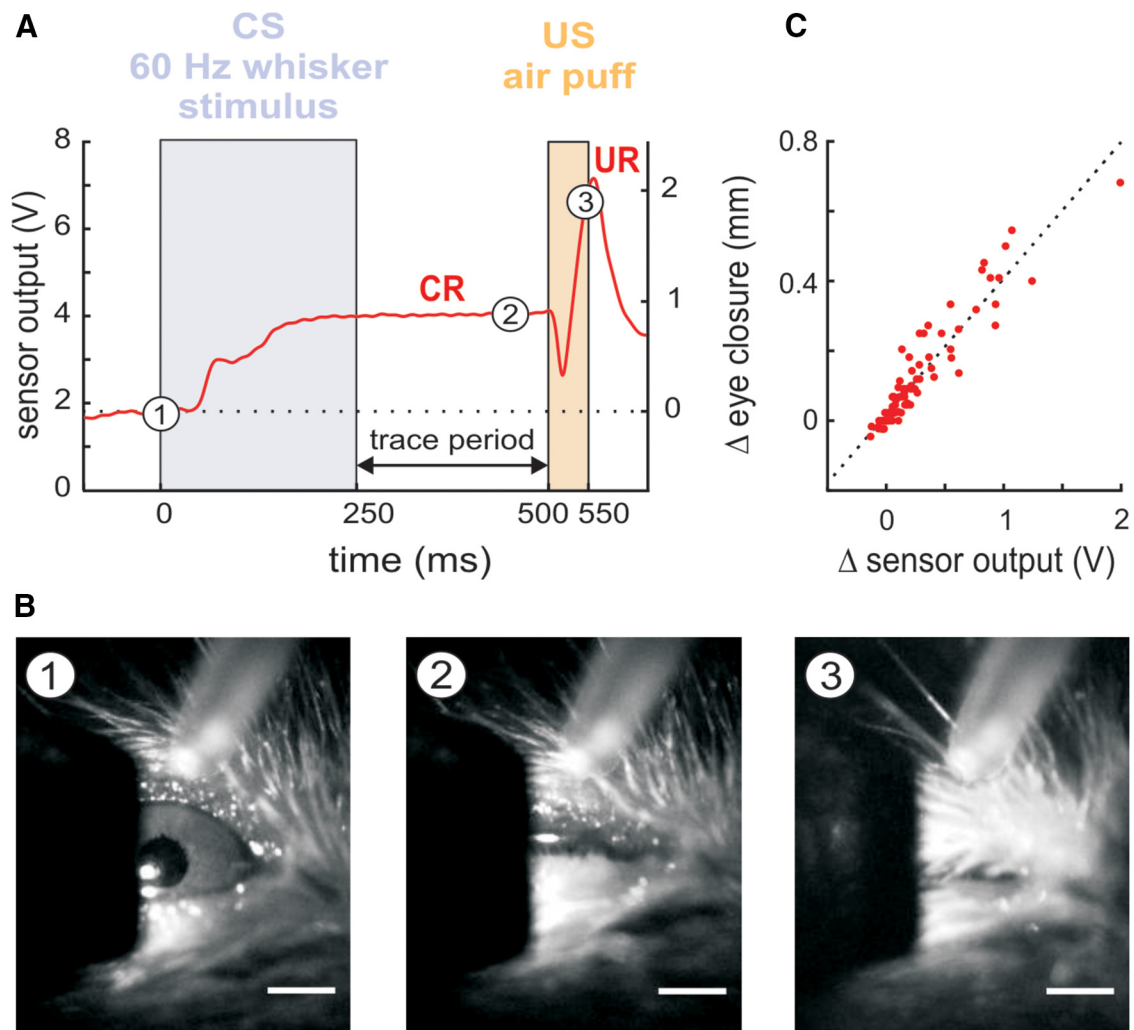 A
CS
60 Hz whisker
stimulus
US
air puff
sensor output (V)
8
6
4
2
0
1
CR
2
3
UR
trace period
2
1
0
0
250
500 550
time (ms)
C
Δ eye closure (mm)
0.8
0.4
0
0
1
2
Δ sensor output (V)
B
1
2
3